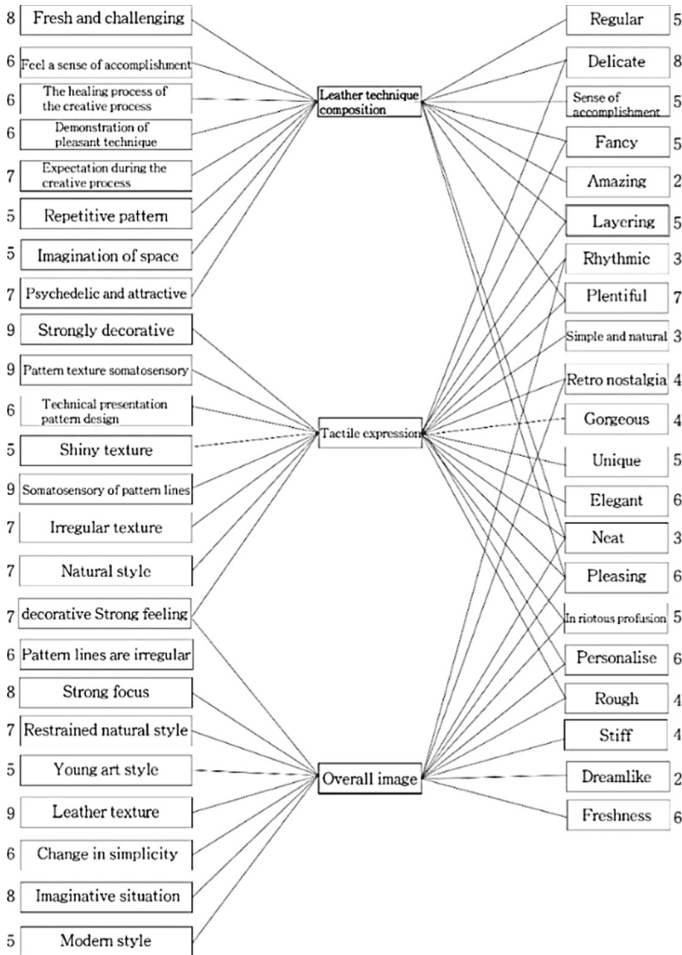 8 Fresh and challenging
6 Feel a sense of accomplishment
6 The healing process of
the creative process
6 Demonstration of
pleasant technique
7 Expectation during the
creative process
5 Repetitive pattern
5 Imagination of space
7 Psychedelic and attractive
9 Strongly decorative
9 Pattern texture somatosensory
6 Technical presentation
pattern design
5 Shiny texture
9 Somatosensory of pattern lines
7 Irregular texture
7 Natural style
7 decorative Strong feeling
6 Pattern lines are irregular
8 Strong focus
7 Restrained natural style
5 Young art style
9 Leather texture
6 Change in simplicity
8 Imaginative situation
5 Modern style
Leather technique
composition
Tactile expression
Overall image
Regular 5
Delicate 8
Sense of
accomplishment 5
Fancy 5
Amazing 2
Layering 5
Rhythmic 3
Plentiful 7
Simple and natural 3
Retro nostalgia 4
Gorgeous 4
Unique 5
Elegant 6
Neat 3
Pleasing 6
In riotous profusion 5
Personalise 6
Rough 4
Stiff 4
Dreamlike 2
Freshness 6